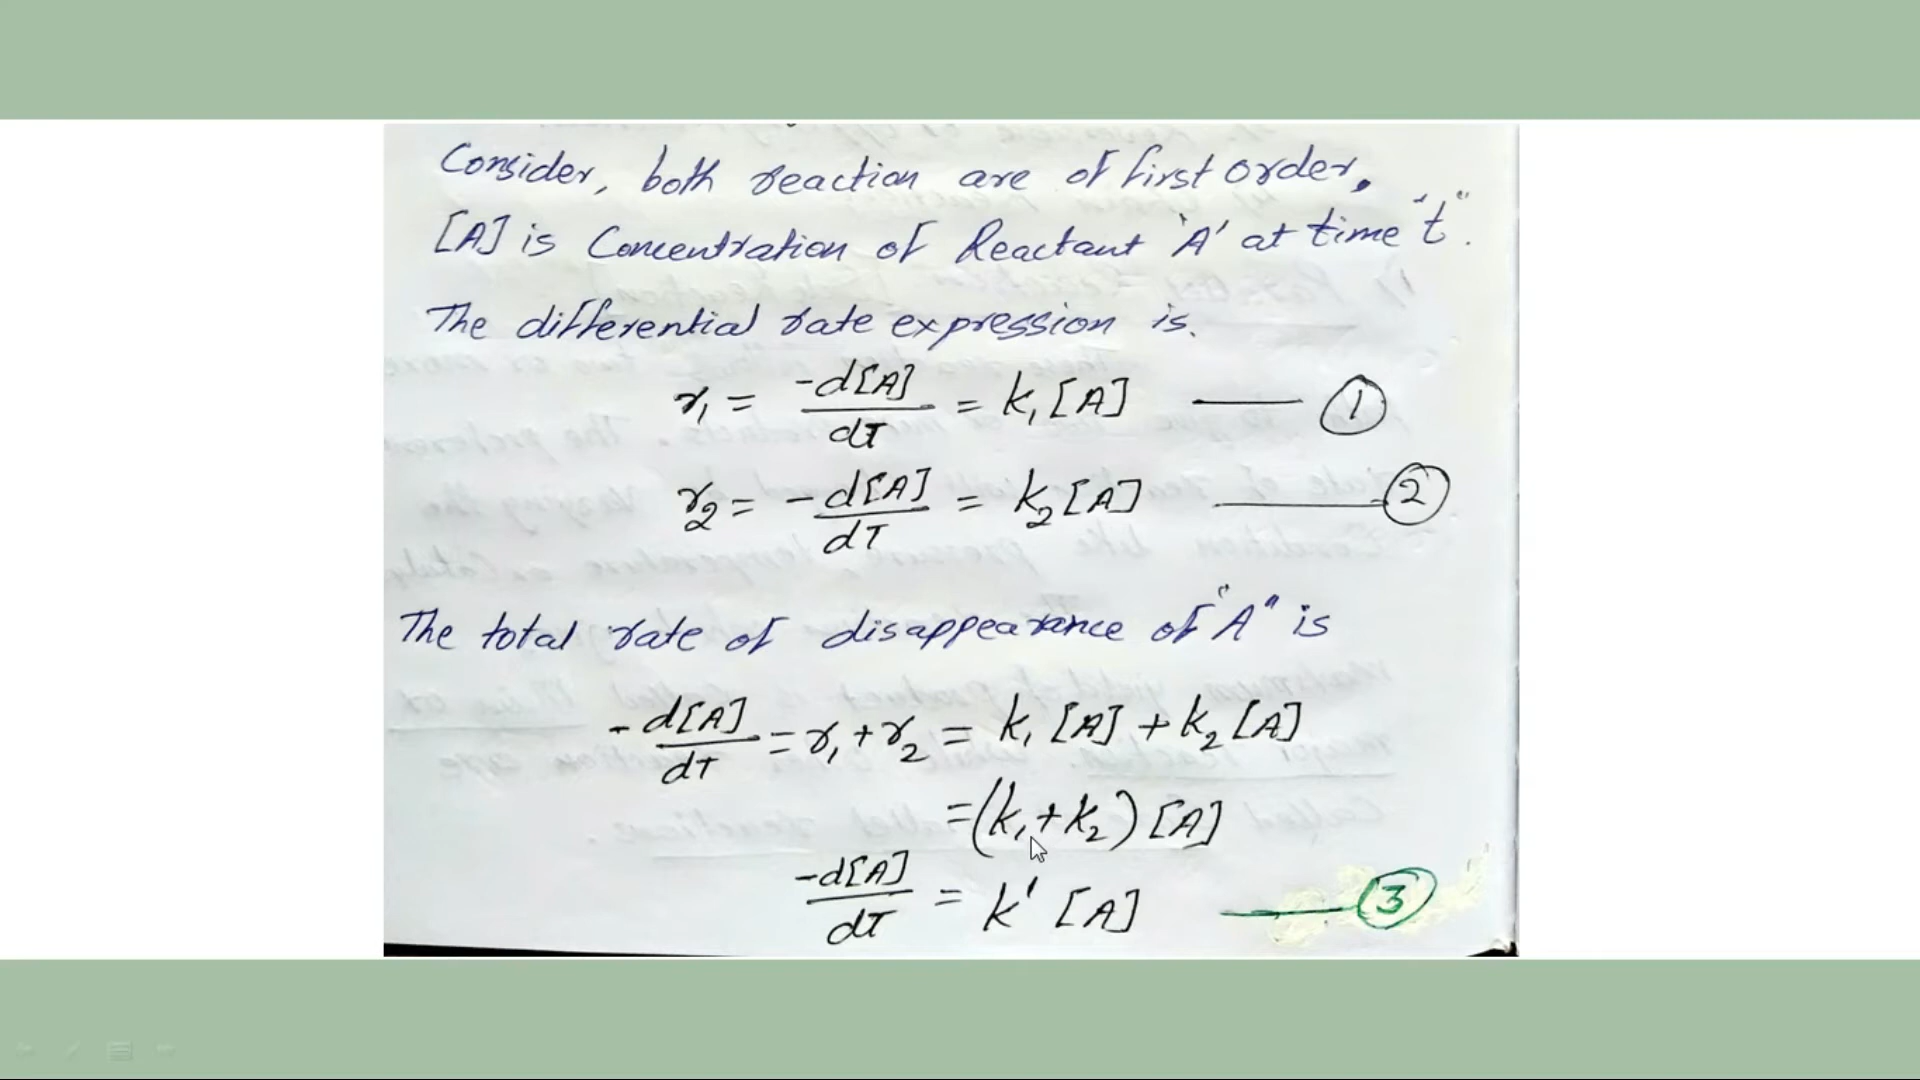 Consider, both reaction are of first order.
[A] is Concentration of Reactant 'A' at time "t".
The differential rate expression is.
r₁ = -d[A]/dT = k₁[A] —— ①
r₂ = -d[A]/dT = k₂[A] —— ②
The total rate of disappearance of "A" is
-d[A]/dT = r₁ + r₂ = k₁[A] + k₂[A]
= (k₁ + k₂) [A]
-d[A]/dT = k' [A] —— ③